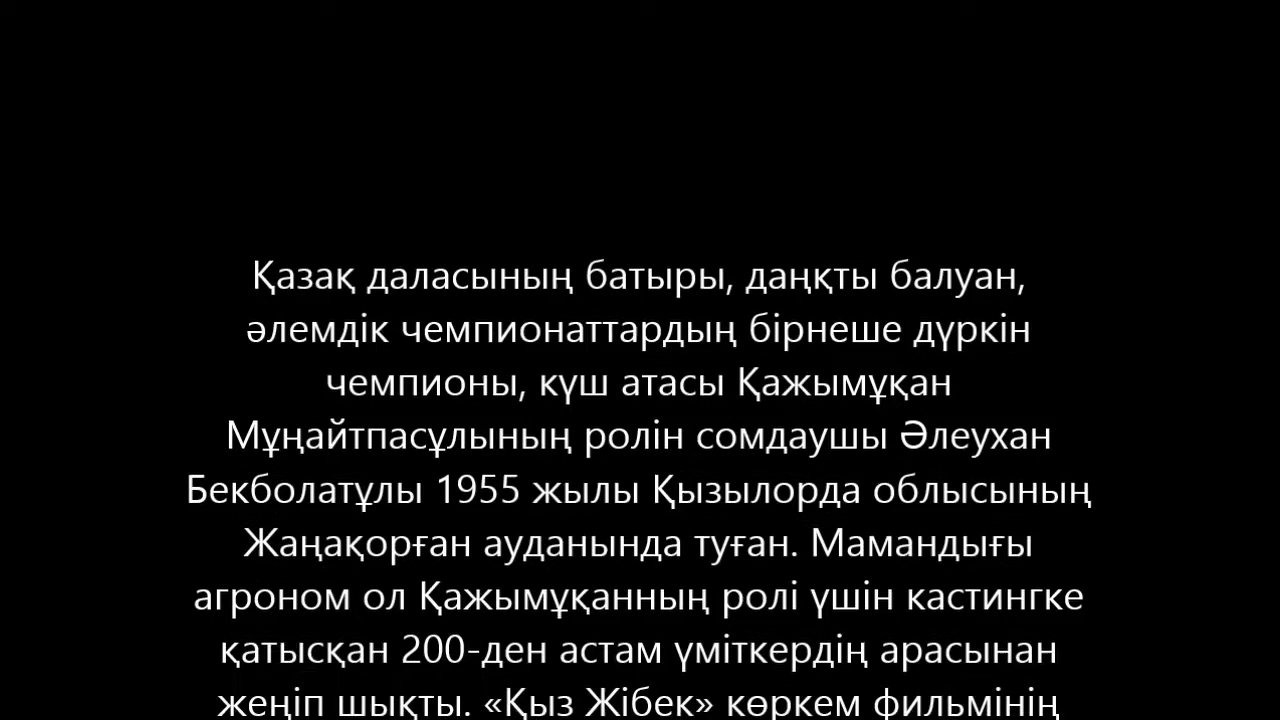 Қазақ даласының батыры, даңқты балуан,
әлемдік чемпионаттардың бірнеше дүркін
чемпионы, күш атасы Қажымұқан
Мұңайтпасұлының ролін сомдаушы Әлеухан
Бекболатұлы 1955 жылы Қызылорда облысының
Жаңақорған ауданында туған. Мамандығы
агроном ол Қажымұқанның ролі үшін кастингке
қатысқан 200-ден астам үміткердің арасынан
жеңіп шықты. «Қыз Жібек» көркем фильмінің